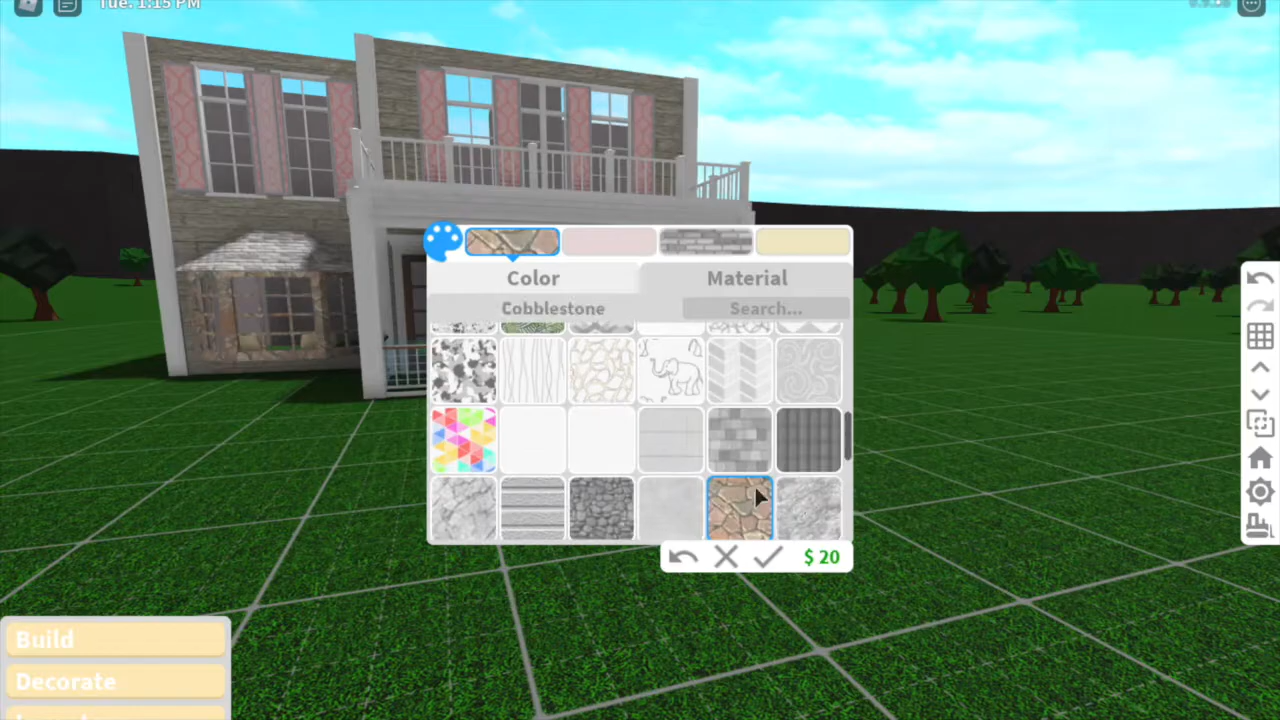 Tue. 1:15 PM
Color
Material
Cobblestone
Search...
$ 20
Build
Decorate